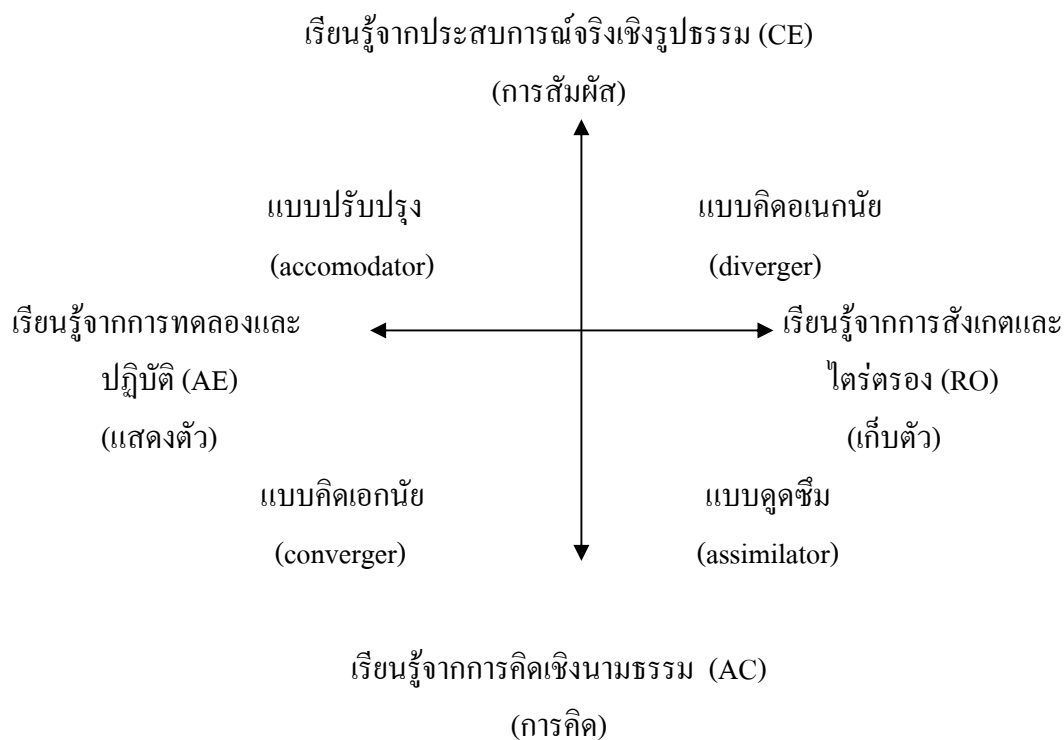 เรียนรู้จากประสบการณ์จริงเชิงรูปธรรม (CE)
(การสัมผัส)
แบบปรับปรุง
(accomodator)
แบบคิดอเนกนัย
(diverger)
เรียนรู้จากการทดลองและ
ปฏิบัติ (AE)
(แสดงตัว)
เรียนรู้จากการสังเกตและ
ไตร่ตรอง (RO)
(เก็บตัว)
แบบคิดเอกนัย
(converger)
แบบดูดซึม
(assimilator)
เรียนรู้จากการคิดเชิงนามธรรม (AC)
(การคิด)